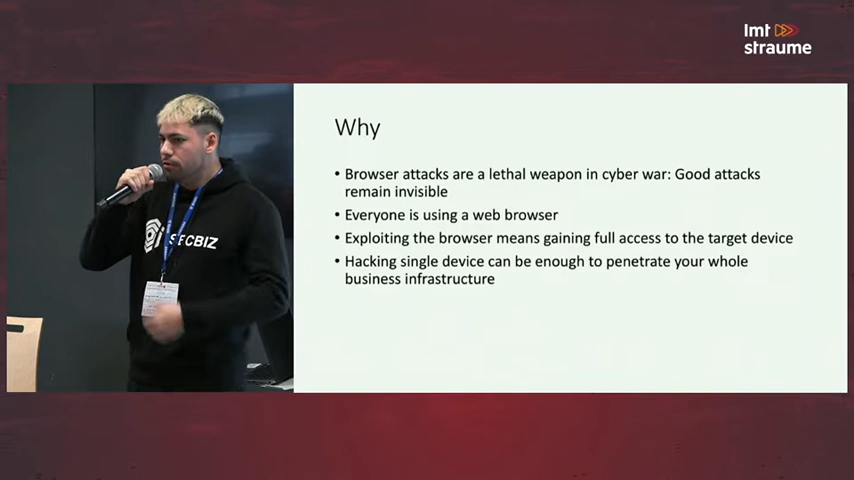 lmt
straume
Why
• Browser attacks are a lethal weapon in cyber war: Good attacks
remain invisible
• Everyone is using a web browser
• Exploiting the browser means gaining full access to the target device
• Hacking single device can be enough to penetrate your whole
business infrastructure
SECBIZ